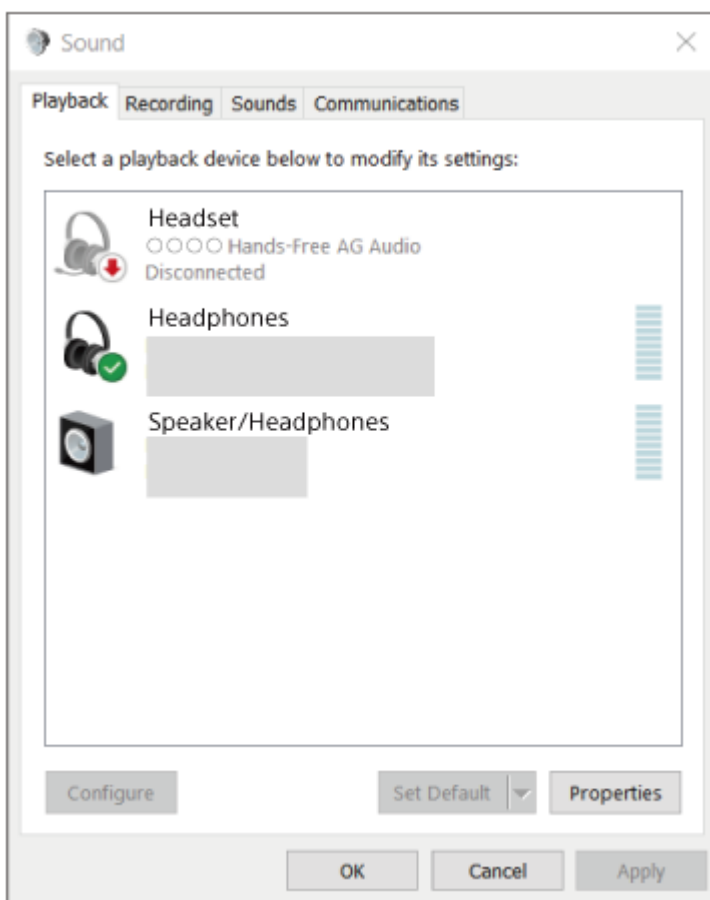 Sound
Playback Recording Sounds Communications
Select a playback device below to modify its settings:
Headset
○○○○ Hands-Free AG Audio
Disconnected
Headphones
Speaker/Headphones
Configure Set Default Properties
OK Cancel Apply